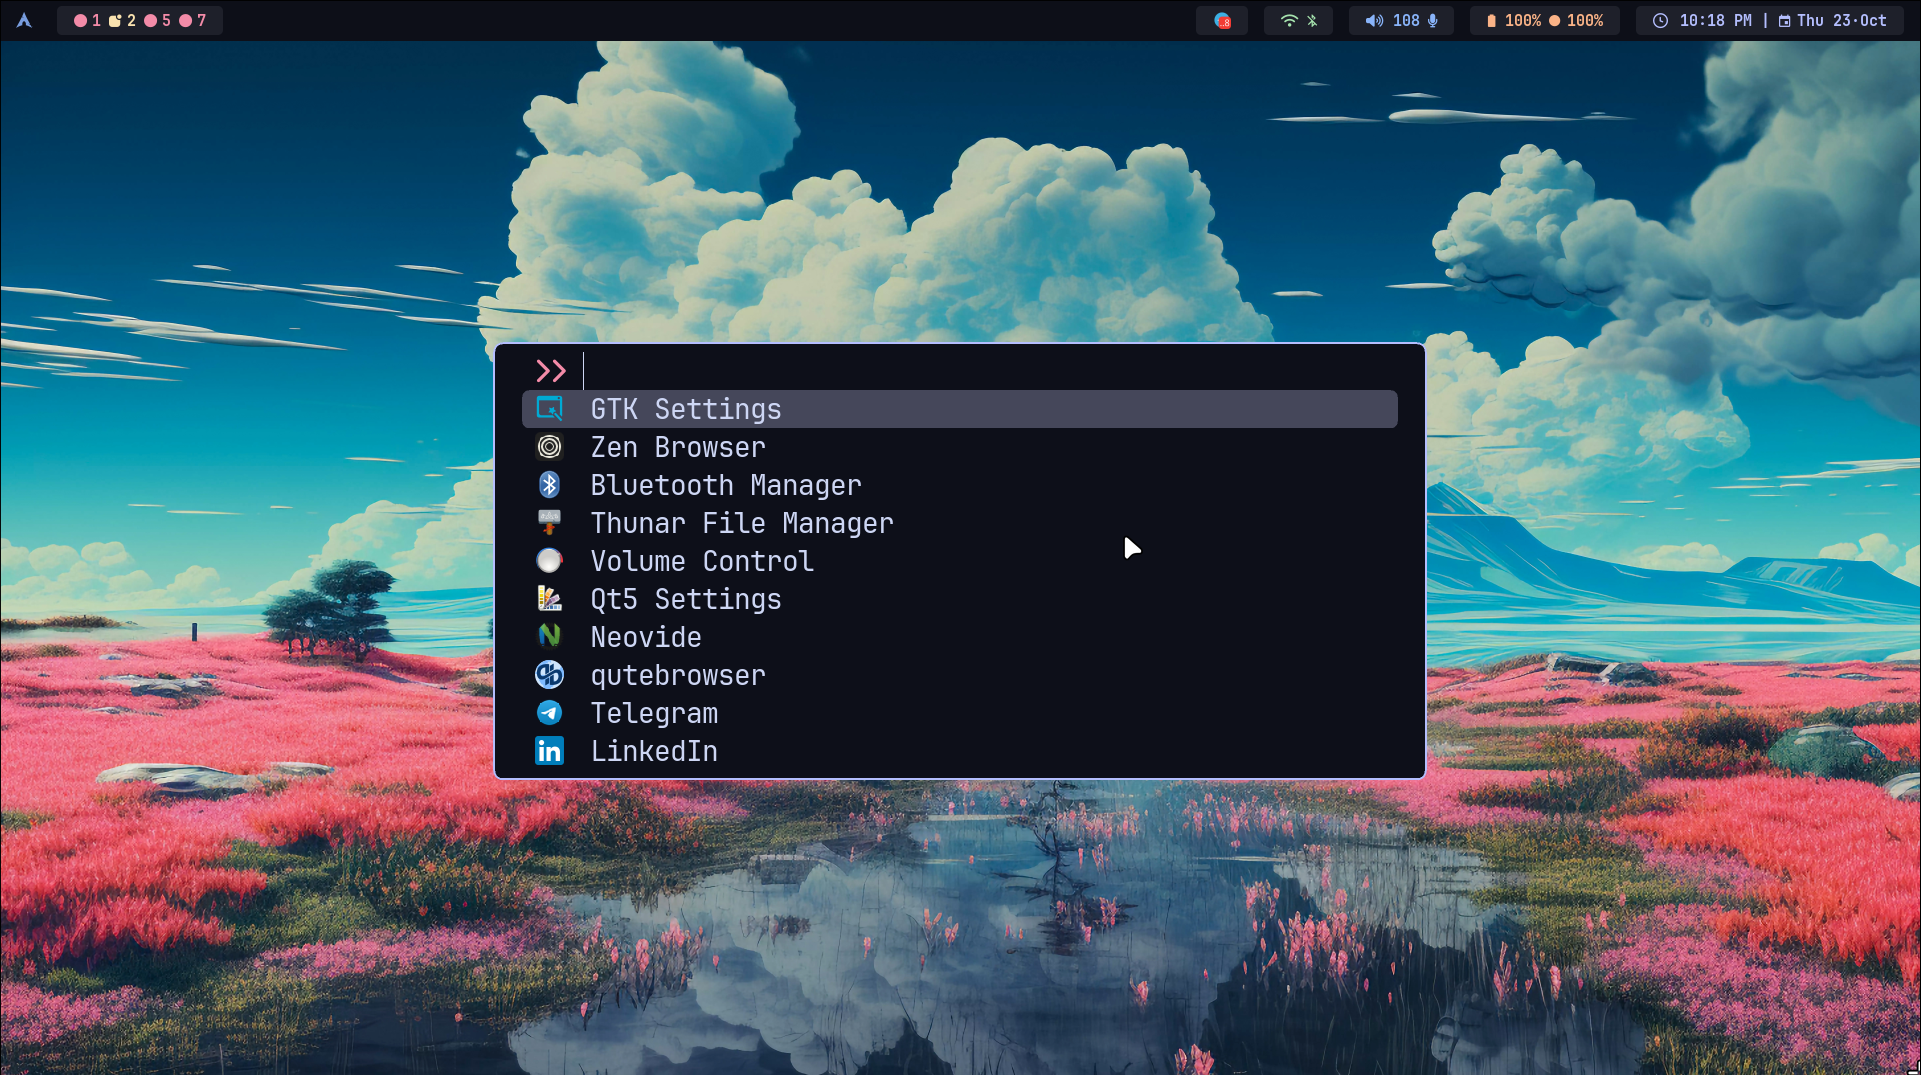 1 2 5 7
108
100% 100%
10:18 PM | Thu 23·Oct
GTK Settings
Zen Browser
Bluetooth Manager
Thunar File Manager
Volume Control
Qt5 Settings
Neovide
qutebrowser
Telegram
in LinkedIn